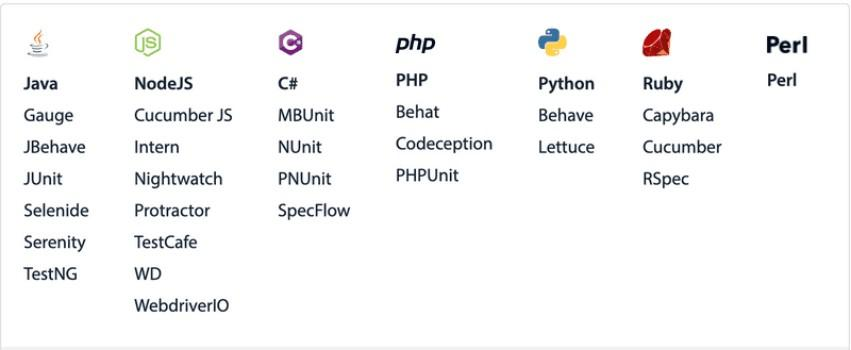 JS
C
php
Perl
Java
Gauge
JBehave
JUnit
Selenide
Serenity
TestNG
NodeJS
Cucumber JS
Intern
Nightwatch
Protractor
TestCafe
WD
WebdriverIO
C#
MBUnit
NUnit
PNUnit
SpecFlow
PHP
Behat
Codeception
PHPUnit
Python
Behave
Lettuce
Ruby
Capybara
Cucumber
RSpec
Perl